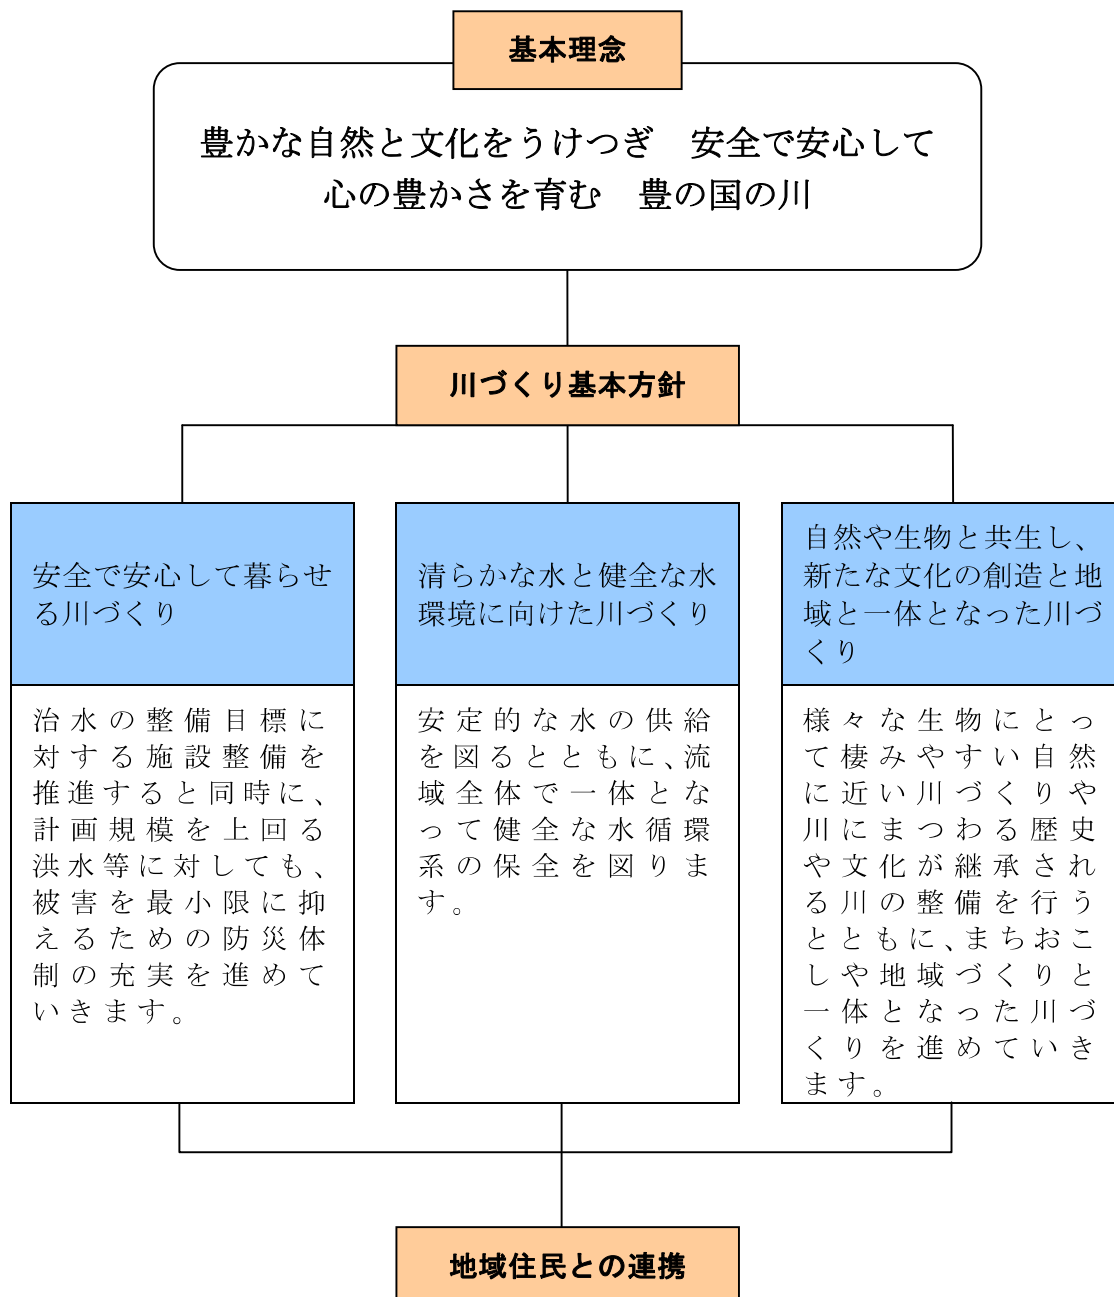 基本理念
豊かな自然と文化をうけつぎ　安全で安心して
心の豊かさを育む　豊の国の川
川づくり基本方針
安全で安心して暮らせ
る川づくり
治水の整備目標に
対する施設整備を
推進すると同時に、
計画規模を上回る
洪水等に対しても、
被害を最小限に抑
えるための防災体
制の充実を進めて
いきます。
清らかな水と健全な水
環境に向けた川づくり
安定的な水の供給
を図るとともに、流
域全体で一体とな
って健全な水循環
系の保全を図りま
す。
自然や生物と共生し、
新たな文化の創造と地
域と一体となった川づ
くり
様々な生物にとっ
て棲みやすい自然
に近い川づくりや
川にまつわる歴史
や文化が継承され
る川の整備を行う
とともに、まちおこ
しや地域づくりと
一体となった川づ
くりを進めていき
ます。
地域住民との連携